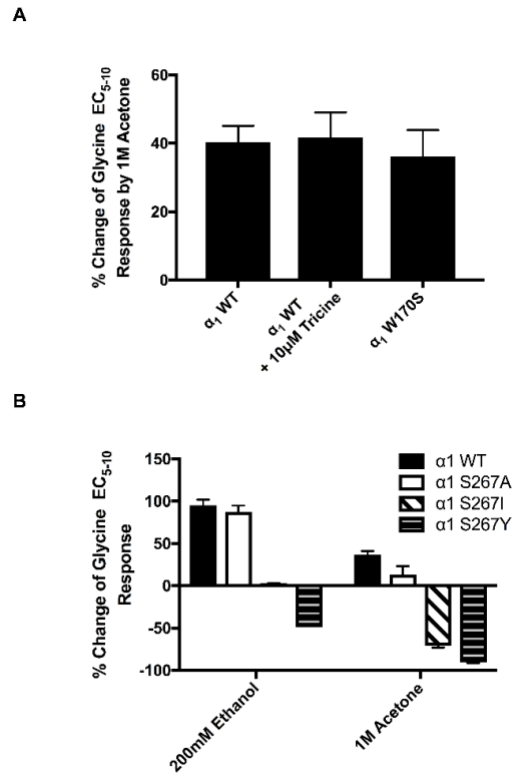 A
% Change of Glycine EC5-10
Response by 1M Acetone
60
40
20
0
α1 WT
α1 WT
+ 10μM Tricine
α1 W170S
B
% Change of Glycine EC5-10
Response
150
100
50
0
-50
-100
α1 WT
α1 S267A
α1 S267I
α1 S267Y
200mM Ethanol
1M Acetone